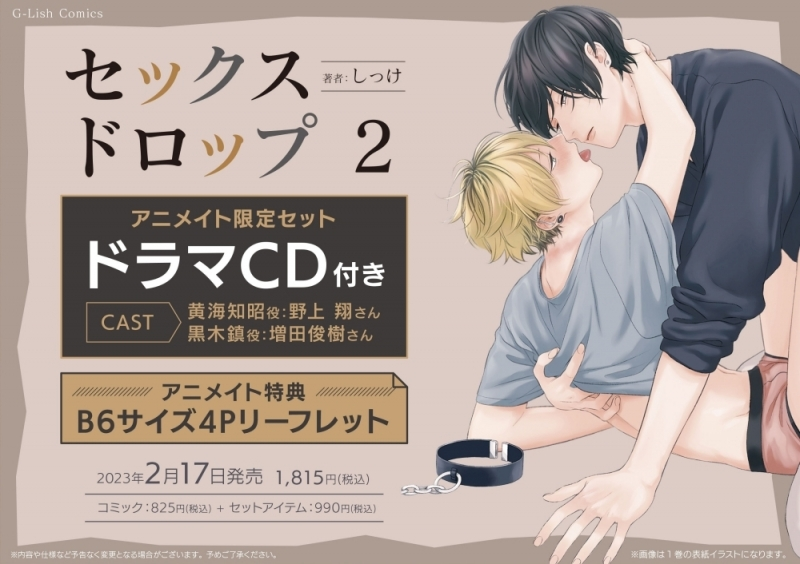 G-Lish Comics
セックス
ドロップ 2
著者:しっけ
アニメイト限定セット
ドラマCD付き
CAST
黄海知昭役:野上 翔さん
黒木鎮役:増田俊樹さん
アニメイト特典
B6サイズ4Pリーフレット
2023年2月17日発売 1,815円(税込)
コミック:825円(税込) + セットアイテム:990円(税込)
※内容や仕様など予告なく変更となる場合がございます。予めご了承ください。
※画像は1巻の表紙イラストになります。